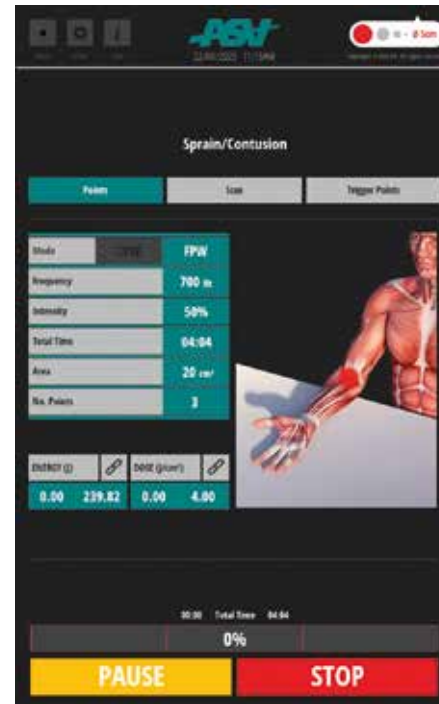 ASA
Sprain/Contusion
Points Scan Trigger Points
Mode FPW
Frequency 700 Hz
Intensity 50%
Total Time 04:04
Area 20 cm²
No. Points 3
ENERGY (J) DOSE (J/cm²)
0.00 239.82 0.00 4.00
00:00 Total Time 04:04
0%
PAUSE STOP